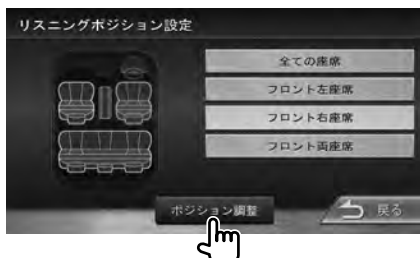 リスニングポジション設定
全ての座席
フロント左座席
フロント右座席
フロント両座席
ポジション調整
戻る